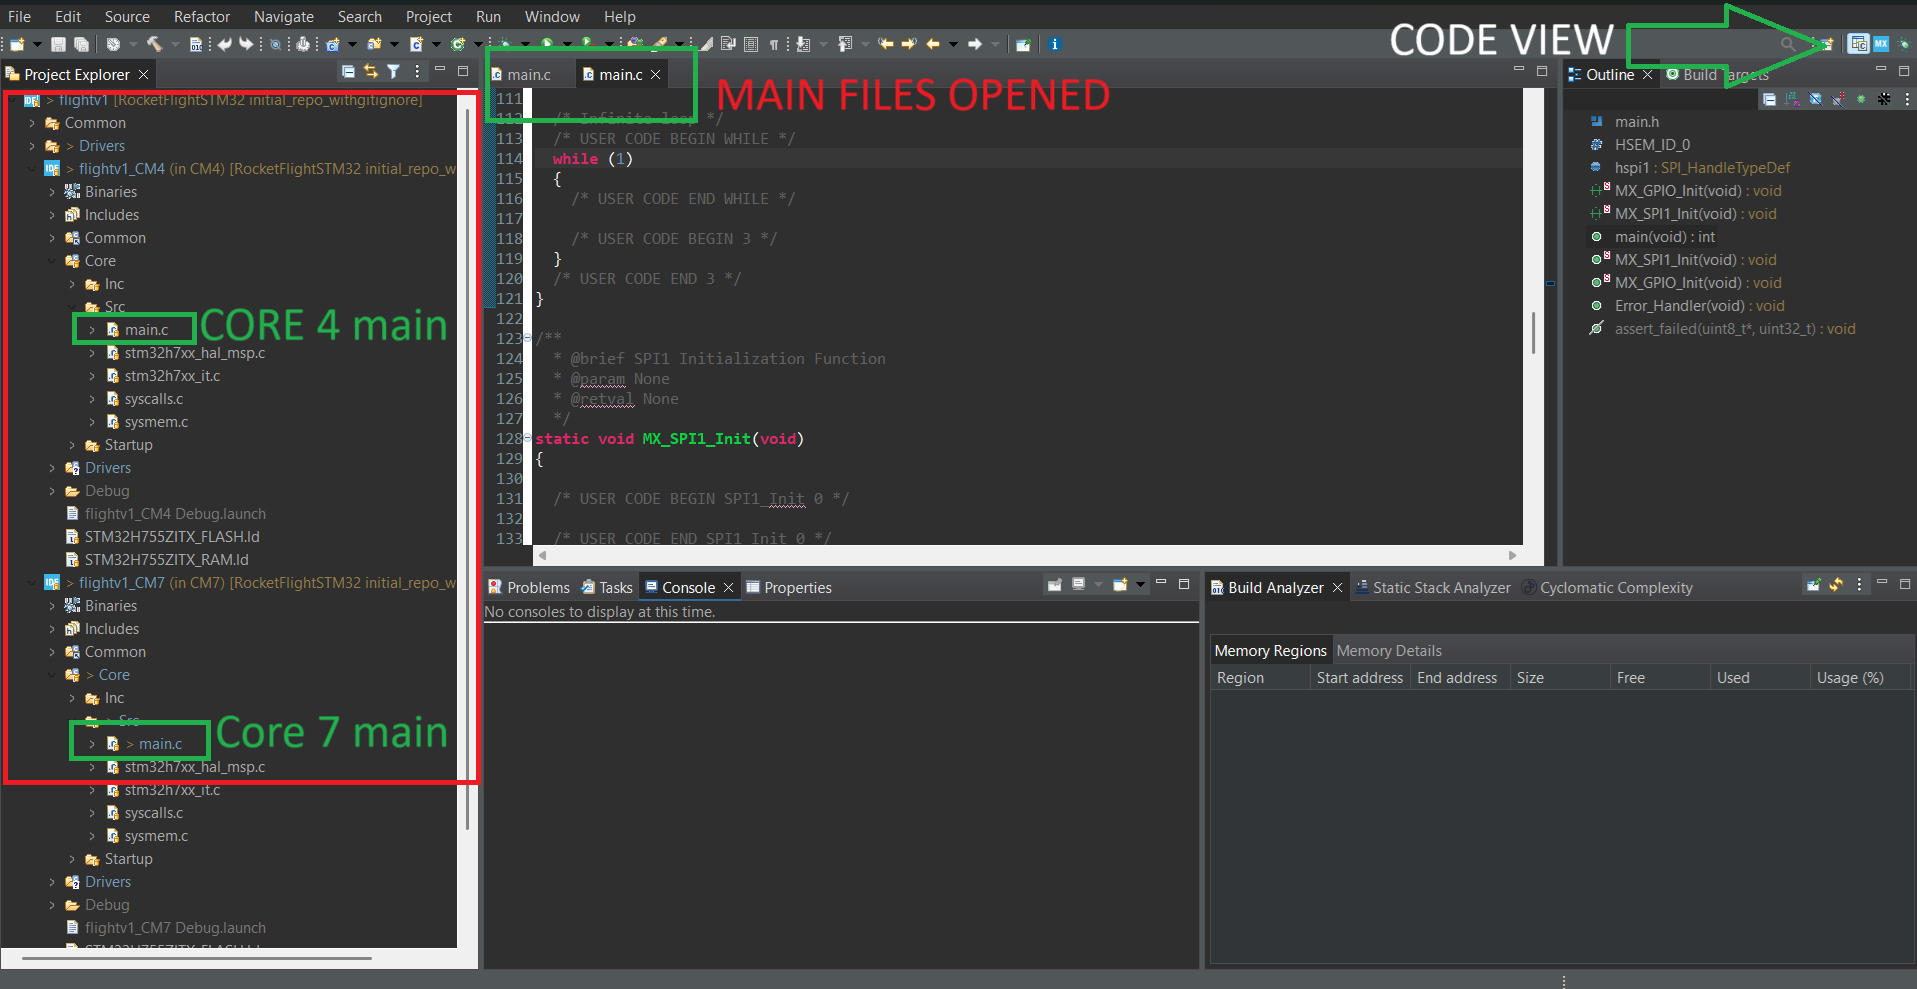 File Edit Source Refactor Navigate Search Project Run Window Help
CODE VIEW
MX
Project Explorer
> flightv1 [RocketFlightSTM32 initial_repo_withgitignore]
Common
> Drivers
> flightv1_CM4 (in CM4) [RocketFlightSTM32 initial_repo_w
Binaries
Includes
Common
Core
Inc
Src
main.c
CORE 4 main
stm32h7xx_hal_msp.c
stm32h7xx_it.c
syscalls.c
sysmem.c
Startup
Drivers
Debug
flightv1_CM4 Debug.launch
STM32H755ZITX_FLASH.ld
STM32H755ZITX_RAM.ld
> flightv1_CM7 (in CM7) [RocketFlightSTM32 initial_repo_w
Binaries
Includes
Common
> Core
Inc
> Src
> main.c
Core 7 main
stm32h7xx_hal_msp.c
stm32h7xx_it.c
syscalls.c
sysmem.c
Startup
Drivers
Debug
flightv1_CM7 Debug.launch
main.c main.c
MAIN FILES OPENED
111
112 /* Infinite loop */
113 /* USER CODE BEGIN WHILE */
114 while (1)
115 {
116 /* USER CODE END WHILE */
117
118 /* USER CODE BEGIN 3 */
119 }
120 /* USER CODE END 3 */
121 }
122
123 /**
124 * @brief SPI1 Initialization Function
125 * @param None
126 * @retval None
127 */
128 static void MX_SPI1_Init(void)
129 {
130
131 /* USER CODE BEGIN SPI1_Init 0 */
132
133 /* USER CODE END SPI1_Init 0 */
Outline Build Targets
main.h
HSEM_ID_0
hspi1 : SPI_HandleTypeDef
MX_GPIO_Init(void) : void
MX_SPI1_Init(void) : void
main(void) : int
MX_SPI1_Init(void) : void
MX_GPIO_Init(void) : void
Error_Handler(void) : void
assert_failed(uint8_t*, uint32_t) : void
Problems Tasks Console Properties
No consoles to display at this time.
Build Analyzer Static Stack Analyzer Cyclomatic Complexity
Memory Regions Memory Details
Region Start address End address Size Free Used Usage (%)